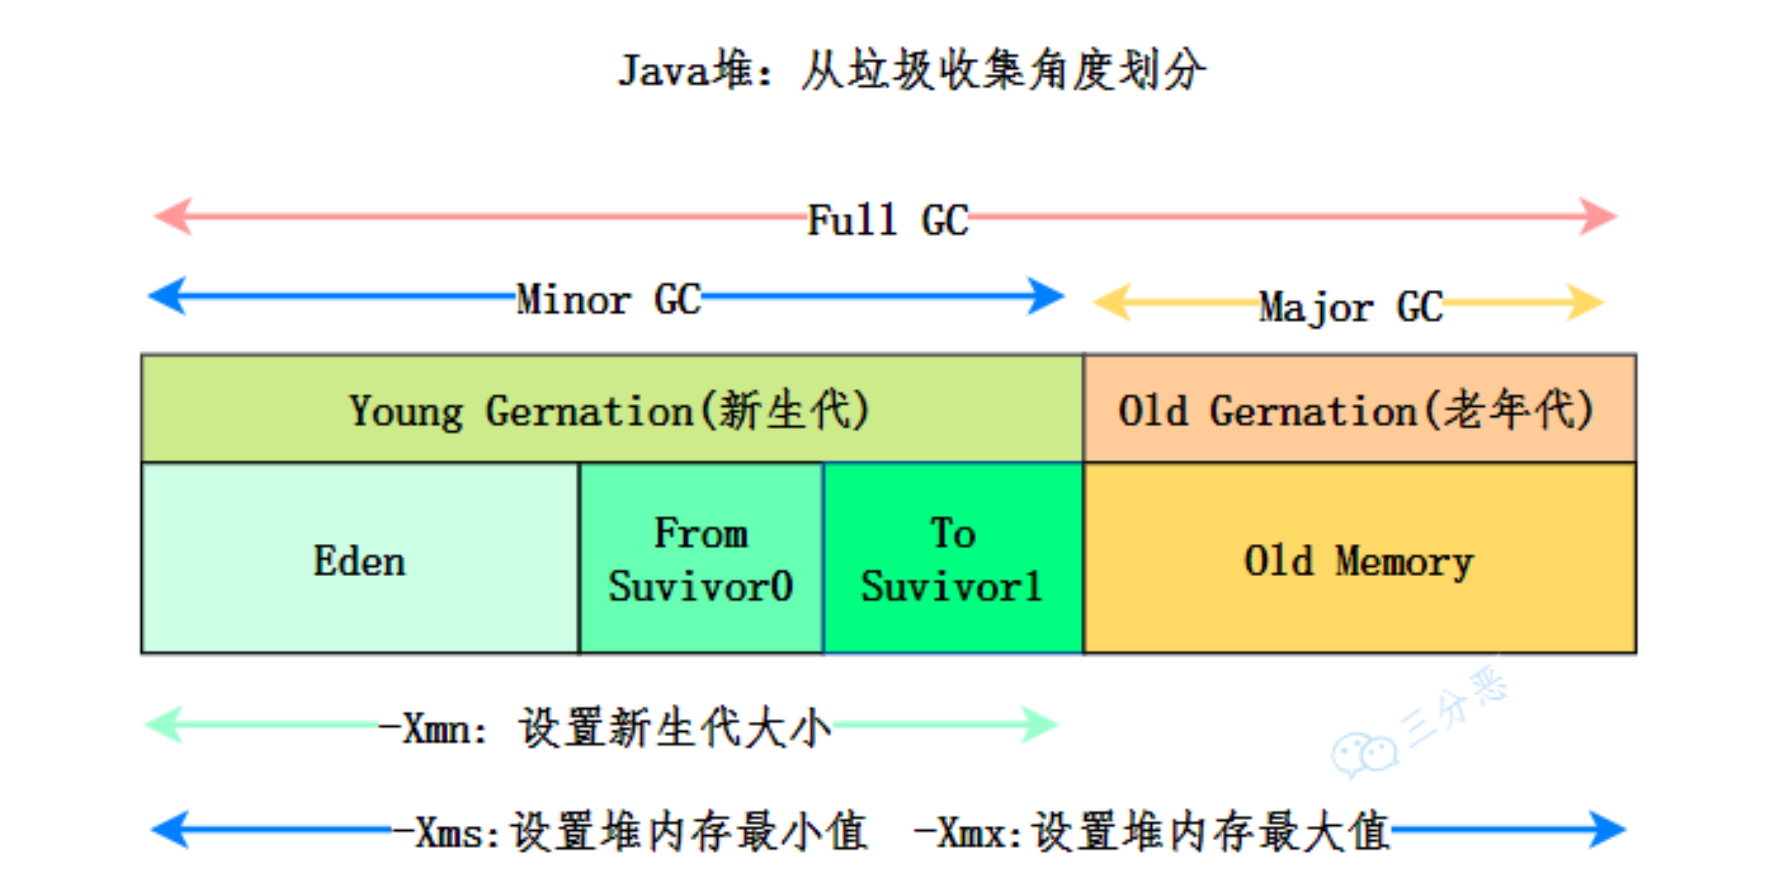 Java堆：从垃圾收集角度划分
Full GC
Minor GC
Major GC
Young Gernation(新生代)
Old Gernation(老年代)
Eden
From
Suvivor0
To
Suvivor1
Old Memory
三分恶
-Xmn: 设置新生代大小
-Xms:设置堆内存最小值 -Xmx:设置堆内存最大值